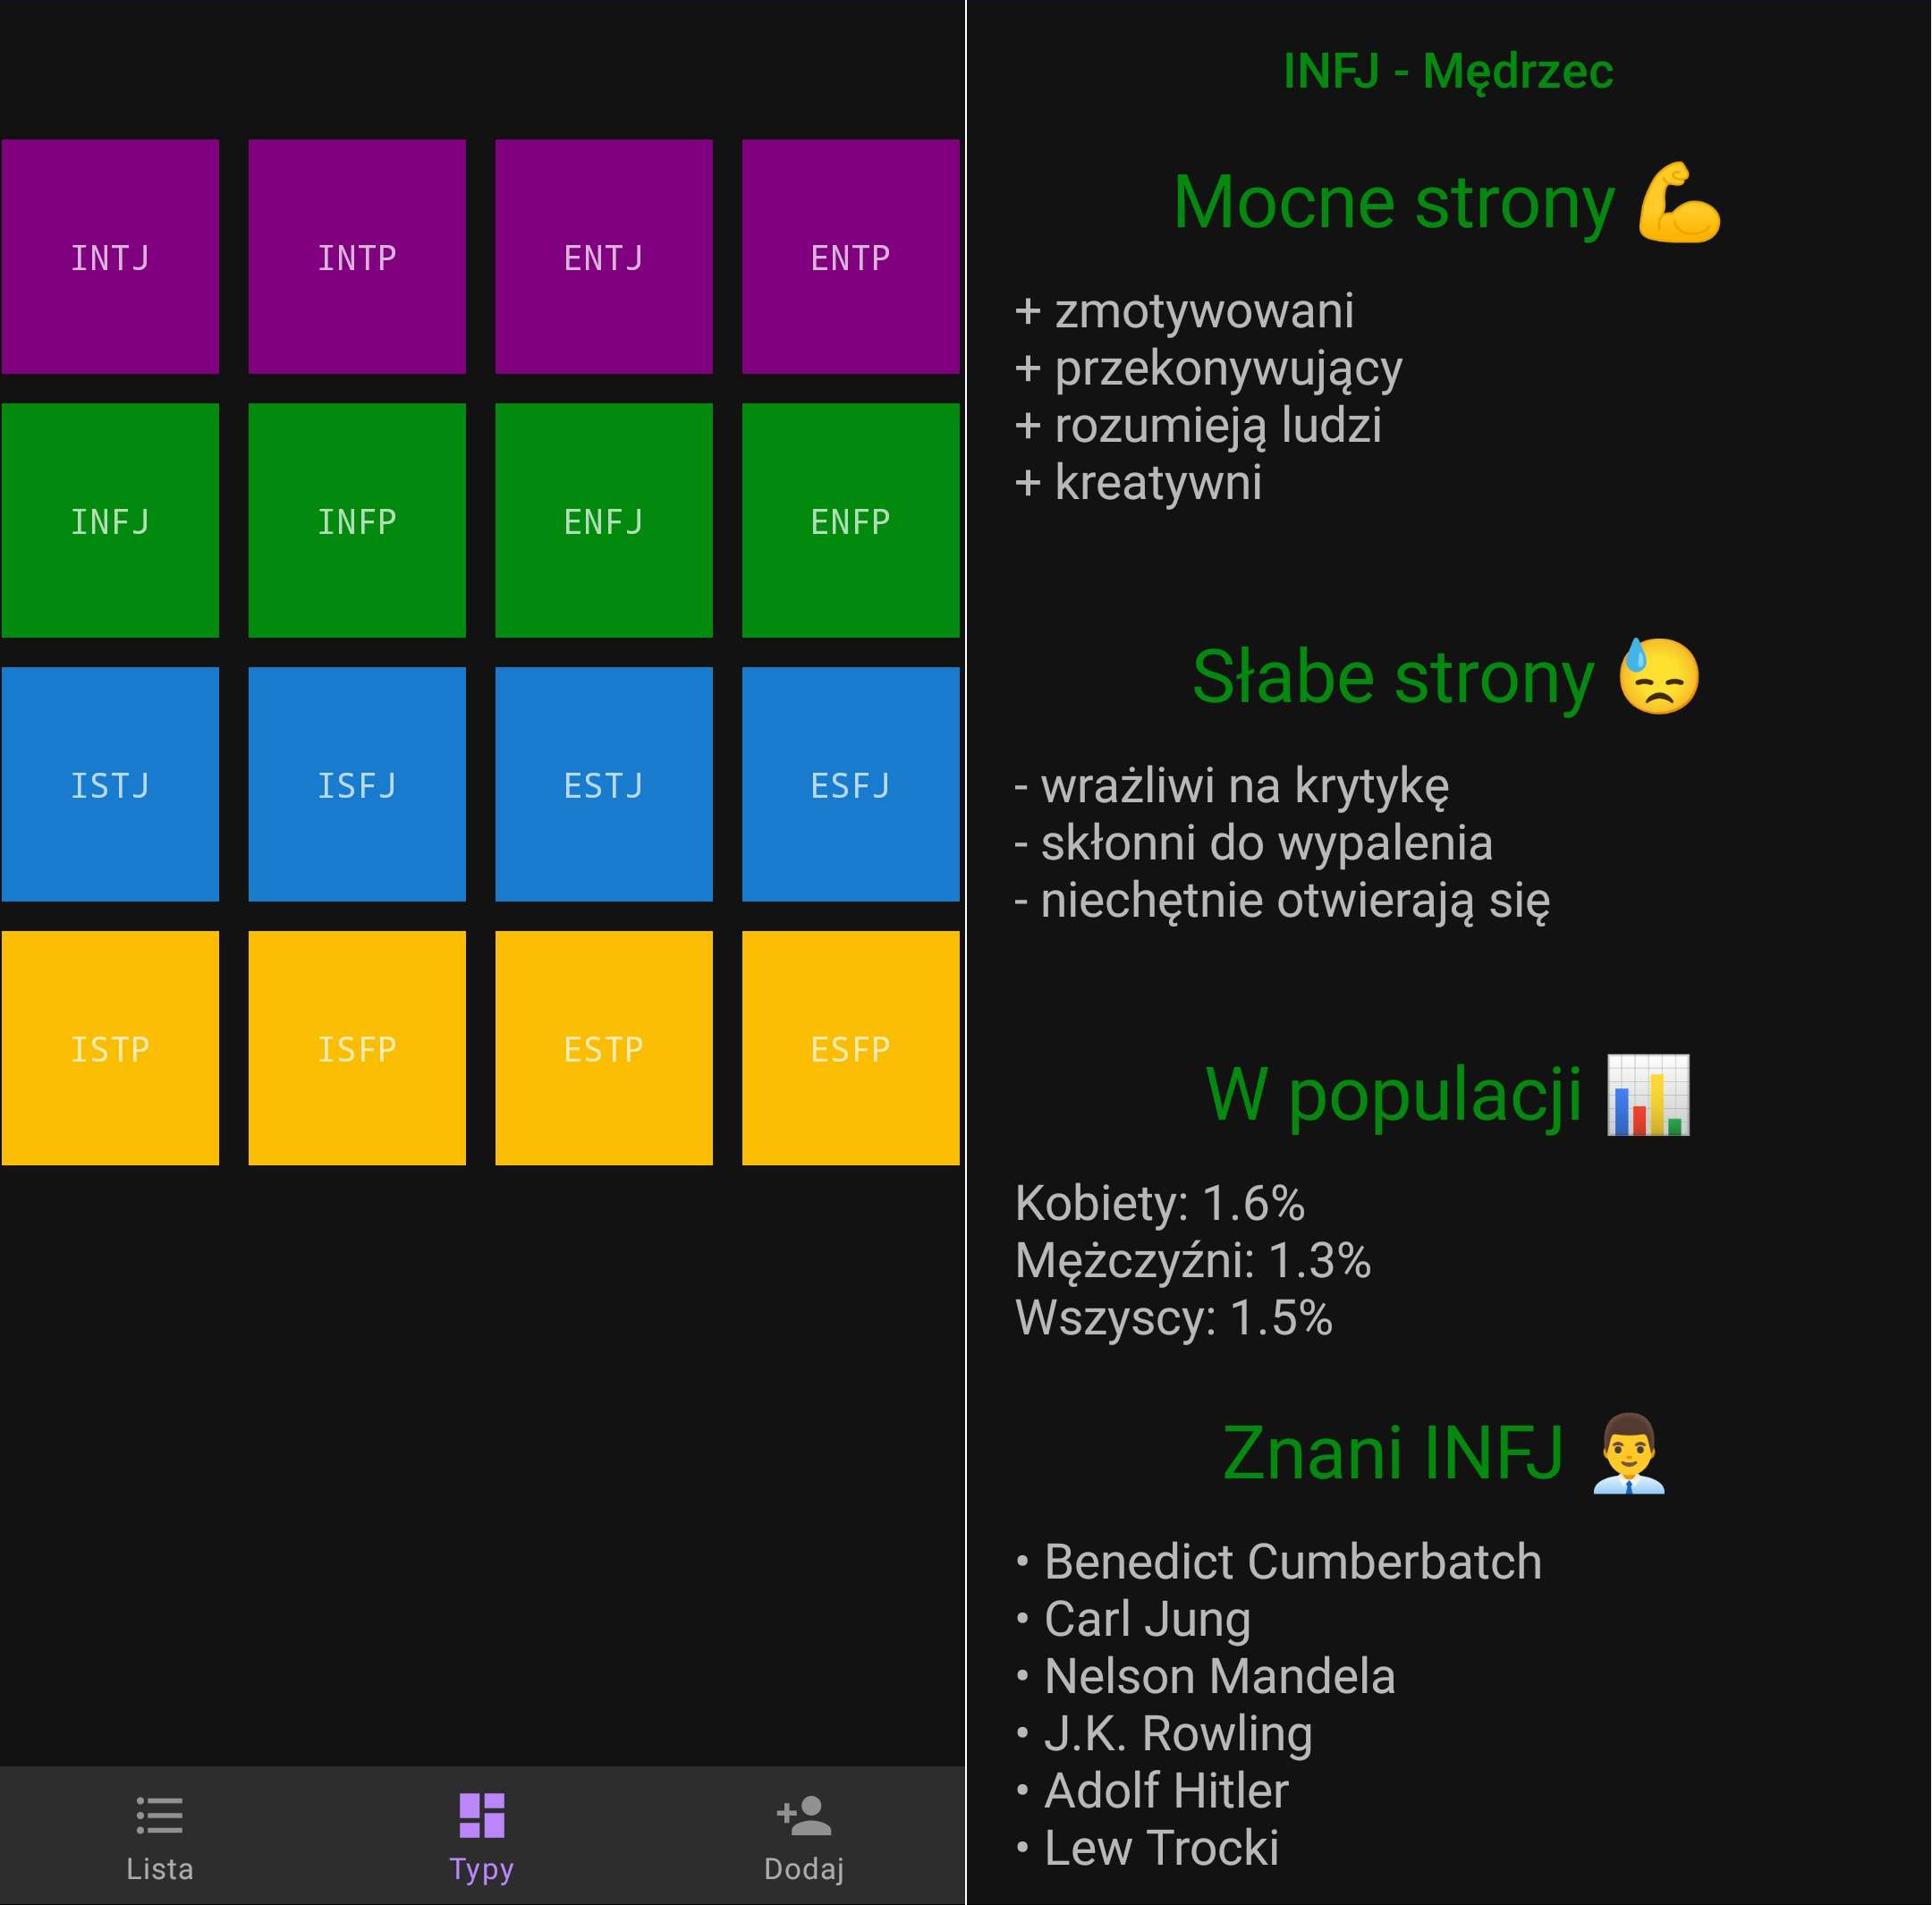 INTJ INTP ENTJ ENTP
INFJ INFP ENFJ ENFP
ISTJ ISFJ ESTJ ESFJ
ISTP ISFP ESTP ESFP
Lista Typy Dodaj
INFJ - Mędrzec
Mocne strony 💪
+ zmotywowani
+ przekonywujący
+ rozumieją ludzi
+ kreatywni
Słabe strony 😓
- wrażliwi na krytykę
- skłonni do wypalenia
- niechętnie otwierają się
W populacji 📊
Kobiety: 1.6%
Mężczyźni: 1.3%
Wszyscy: 1.5%
Znani INFJ 👨‍💼
• Benedict Cumberbatch
• Carl Jung
• Nelson Mandela
• J.K. Rowling
• Adolf Hitler
• Lew Trocki